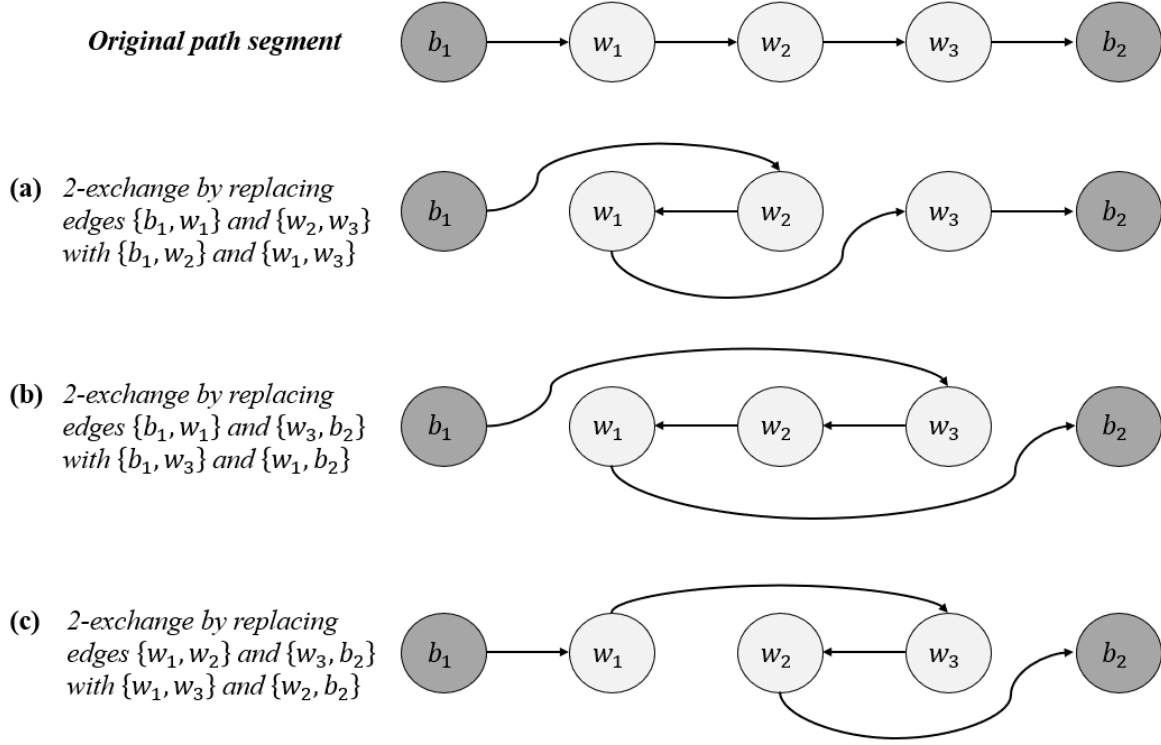 Original path segment b₁ w₁ w₂ w₃ b₂
(a) 2-exchange by replacing
edges {b₁, w₁} and {w₂, w₃}
with {b₁, w₂} and {w₁, w₃}
b₁ w₁ w₂ w₃ b₂
(b) 2-exchange by replacing
edges {b₁, w₁} and {w₃, b₂}
with {b₁, w₃} and {w₁, b₂}
b₁ w₁ w₂ w₃ b₂
(c) 2-exchange by replacing
edges {w₁, w₂} and {w₃, b₂}
with {w₁, w₃} and {w₂, b₂}
b₁ w₁ w₂ w₃ b₂